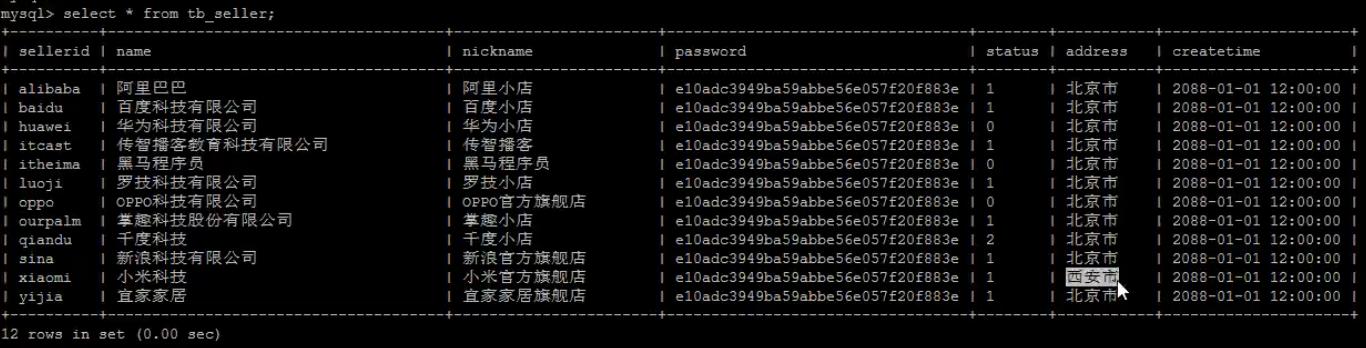 mysql> select * from tb_seller;
| sellerid | name | nickname | password | status | address | createtime |
| alibaba | 阿里巴巴 | 阿里小店 | e10adc3949ba59abbe56e057f20f883e | 1 | 北京市 | 2088-01-01 12:00:00 |
| baidu | 百度科技有限公司 | 百度小店 | e10adc3949ba59abbe56e057f20f883e | 1 | 北京市 | 2088-01-01 12:00:00 |
| huawei | 华为科技有限公司 | 华为小店 | e10adc3949ba59abbe56e057f20f883e | 0 | 北京市 | 2088-01-01 12:00:00 |
| itcast | 传智播客教育科技有限公司 | 传智播客 | e10adc3949ba59abbe56e057f20f883e | 1 | 北京市 | 2088-01-01 12:00:00 |
| itheima | 黑马程序员 | 黑马程序员 | e10adc3949ba59abbe56e057f20f883e | 0 | 北京市 | 2088-01-01 12:00:00 |
| luoji | 罗技科技有限公司 | 罗技小店 | e10adc3949ba59abbe56e057f20f883e | 1 | 北京市 | 2088-01-01 12:00:00 |
| oppo | OPPO科技有限公司 | OPPO官方旗舰店 | e10adc3949ba59abbe56e057f20f883e | 0 | 北京市 | 2088-01-01 12:00:00 |
| ourpalm | 掌趣科技股份有限公司 | 掌趣小店 | e10adc3949ba59abbe56e057f20f883e | 1 | 北京市 | 2088-01-01 12:00:00 |
| qiandu | 千度科技 | 千度小店 | e10adc3949ba59abbe56e057f20f883e | 2 | 北京市 | 2088-01-01 12:00:00 |
| sina | 新浪科技有限公司 | 新浪官方旗舰店 | e10adc3949ba59abbe56e057f20f883e | 1 | 北京市 | 2088-01-01 12:00:00 |
| xiaomi | 小米科技 | 小米官方旗舰店 | e10adc3949ba59abbe56e057f20f883e | 1 | 西安市 | 2088-01-01 12:00:00 |
| yijia | 宜家家居 | 宜家家居旗舰店 | e10adc3949ba59abbe56e057f20f883e | 1 | 北京市 | 2088-01-01 12:00:00 |
12 rows in set (0.00 sec)